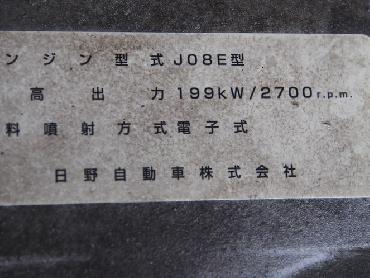 ンジン型式J08E型
高出力199kW/2700r.p.m.
料噴射方式電子式
日野自動車株式会社